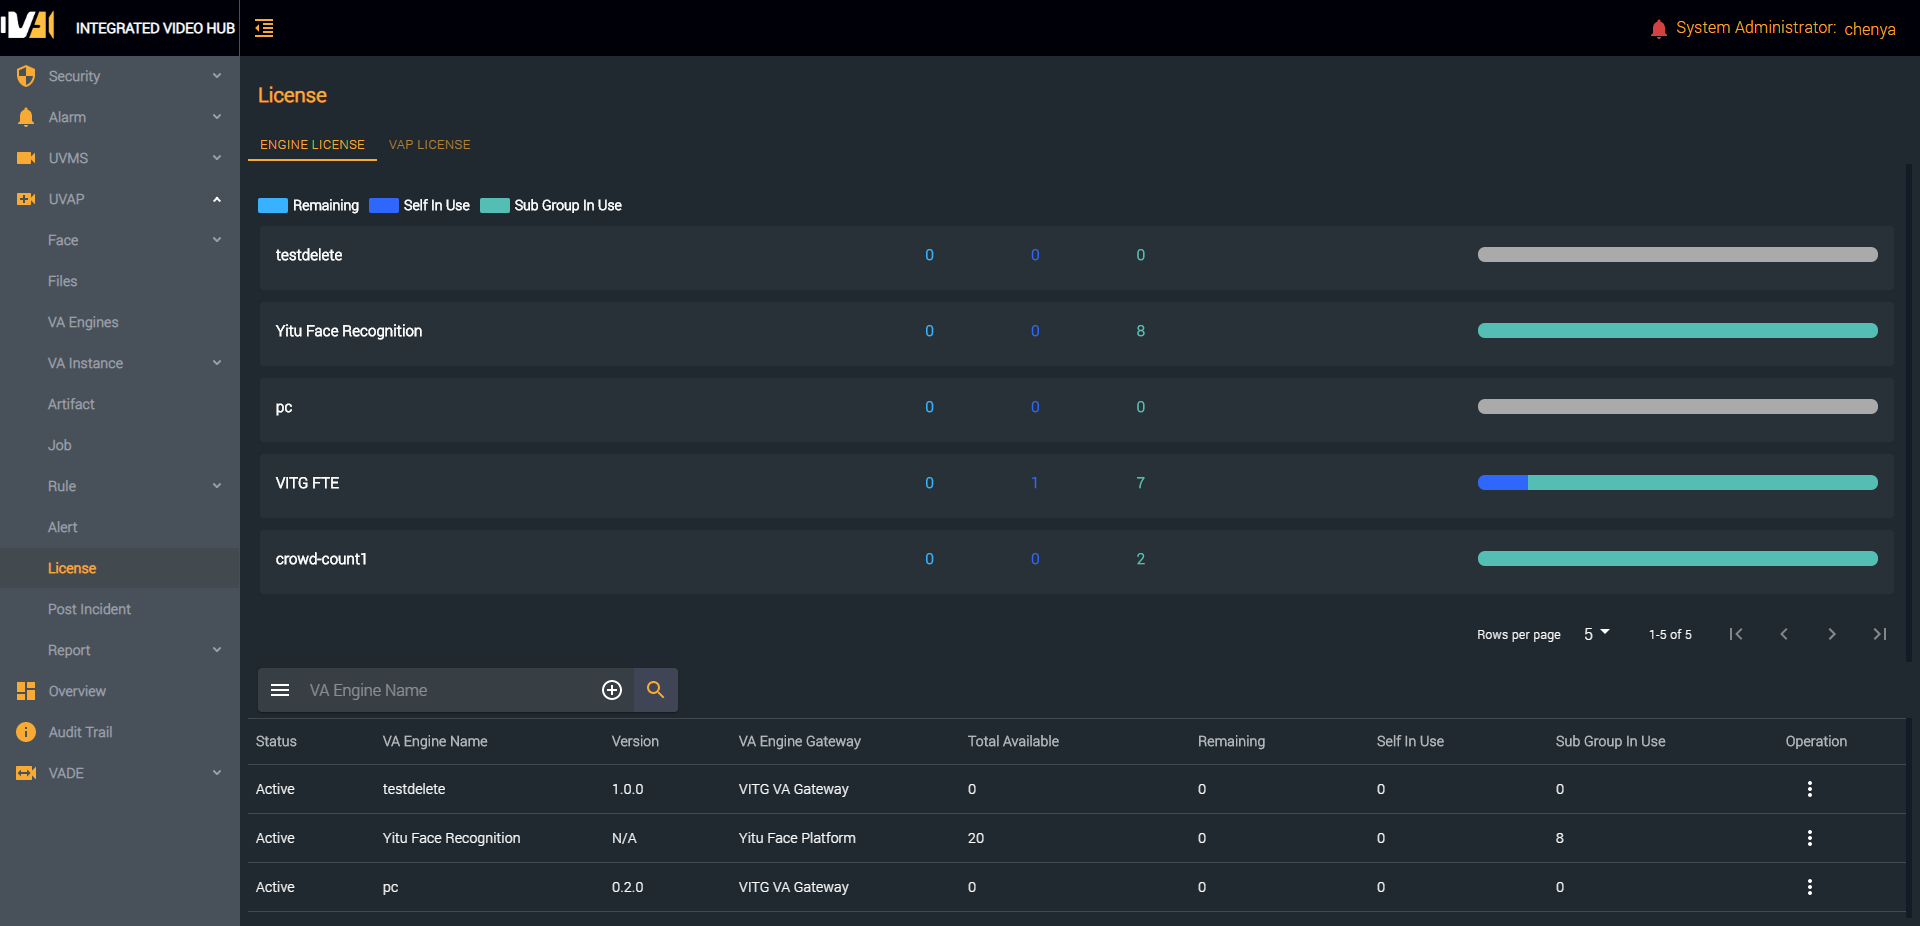 IVAI INTEGRATED VIDEO HUB
System Administrator: chenya
Security
Alarm
UVMS
UVAP
Face
Files
VA Engines
VA Instance
Artifact
Job
Rule
Alert
License
Post Incident
Report
Overview
Audit Trail
VADE
License
ENGINE LICENSE VAP LICENSE
Remaining Self In Use Sub Group In Use
testdelete 0 0 0
Yitu Face Recognition 0 0 8
pc 0 0 0
VITG FTE 0 1 7
crowd-count1 0 0 2
Rows per page 5 1-5 of 5
VA Engine Name
Status VA Engine Name Version VA Engine Gateway Total Available Remaining Self In Use Sub Group In Use Operation
Active testdelete 1.0.0 VITG VA Gateway 0 0 0 0
Active Yitu Face Recognition N/A Yitu Face Platform 20 0 0 8
Active pc 0.2.0 VITG VA Gateway 0 0 0 0